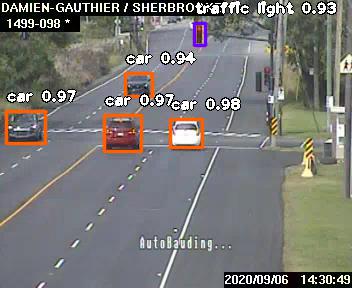 DAMIEN-GAUTHIER / SHERBRO
traffic light 0.93
1499-098 *
car 0.94
car 0.97
car 0.97
car 0.98
AutoBauding...
2020/09/06 14:30:49